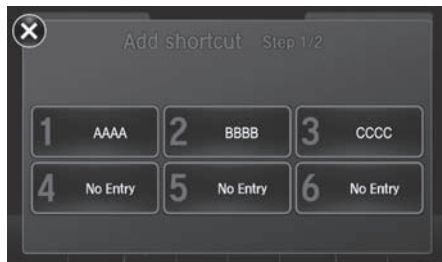 Add shortcut Step 1/2
1 AAAA 2 BBBB 3 CCCC
4 No Entry 5 No Entry 6 No Entry